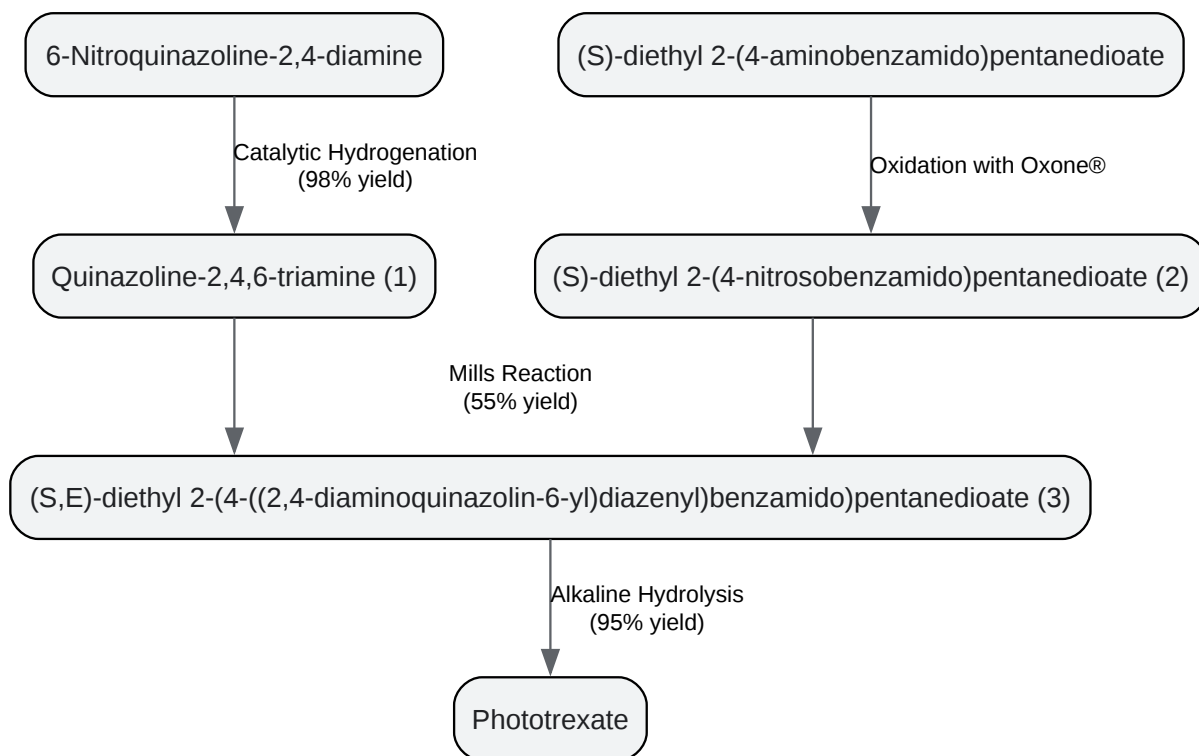 6-Nitroquinazoline-2,4-diamine
(S)-diethyl 2-(4-aminobenzamido)pentanedioate
Catalytic Hydrogenation
(98% yield)
Oxidation with Oxone®
Quinazoline-2,4,6-triamine (1)
(S)-diethyl 2-(4-nitrosobenzamido)pentanedioate (2)
Mills Reaction
(55% yield)
(S,E)-diethyl 2-(4-((2,4-diaminoquinazolin-6-yl)diazenyl)benzamido)pentanedioate (3)
Alkaline Hydrolysis
(95% yield)
Phototrexate